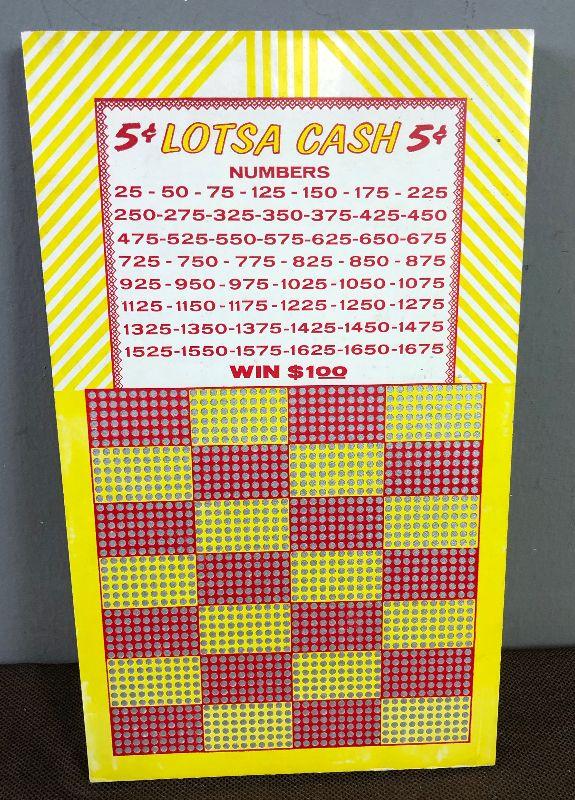 5¢ LOTSA CASH 5¢
NUMBERS
25 - 50 - 75 - 125 - 150 - 175 - 225
250-275-325-350-375-425-450
475-525-550-575-625-650-675
725 - 750 - 775 - 825 - 850 - 875
925 - 950 - 975 -1025 -1050 -1075
1125 -1150 -1175 -1225 -1250 -1275
1325-1350-1375-1425-1450-1475
1525-1550-1575-1625-1650-1675
WIN $1.00